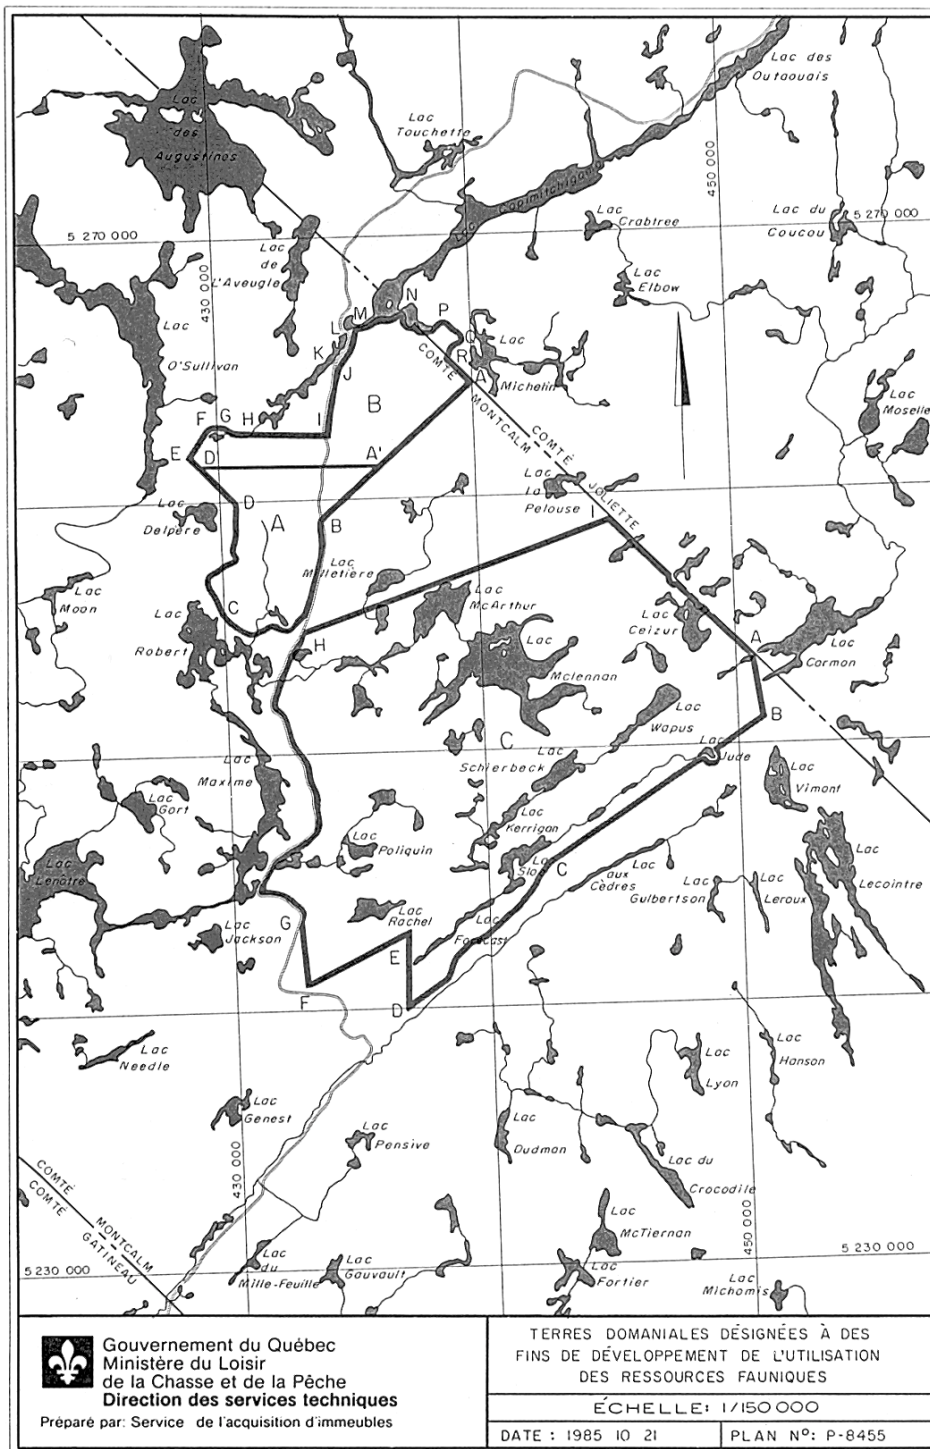 Lac des
Outaouais
Lac
des
Augustines
Lac
Touchette
450 000
Lac Capimitchigama
Lac
Crabtree
Lac du
Coucou
5 270 000
5 270 000
Lac
de
L'Aveugle
430 000
Lac
Elbow
Lac
O'Sullivan
N
M
L
P
Q
R
K
J
COMTÉ
A
Lac
Michelin
Lac
Moselle
B
MONTCALM
COMTÉ
JOLIETTE
F
G
H
I
E
D'
A'
Lac
La
Pelouse
I
D
Lac
Delpère
A
B
Lac
Milletière
Lac
Moon
C
Lac
McArthur
Lac
Robert
H
Lac
Mclennan
Lac
Ceizur
A
Lac
Carmon
B
Lac
Wapus
C
Lac
Jude
Lac
Schierbeck
Lac
Maxime
Lac
Vimont
Lac
Gort
Lac
Kerrigan
Lac
Poliquin
Lac
Slo
C
Lac
Lenôtre
Lac
aux
Cèdres
Lac
Gulbertson
Lac
Leroux
Lac
Lecointre
Lac
Rachel
G
Lac
Jackson
Lac
Forecast
E
F
D
Lac
Needle
Lac
Lyon
Lac
Hanson
Lac
Genest
Lac
Pensive
Lac
Dudman
Lac du
Crocodile
430 000
COMTÉ
COMTÉ
MONTCALM
GATINEAU
Lac
McTiernan
450 000
5 230 000
5 230 000
Lac
du
Mille-Feuille
Lac
Gauvault
Lac
Fortier
Lac
Michomis
Gouvernement du Québec
Ministère du Loisir
de la Chasse et de la Pêche
Direction des services techniques
Préparé par: Service de l'acquisition d'immeubles
TERRES DOMANIALES DÉSIGNÉES À DES
FINS DE DÉVELOPPEMENT DE L'UTILISATION
DES RESSOURCES FAUNIQUES
ÉCHELLE: 1/150 000
DATE : 1985 10 21
PLAN Nº: P-8455